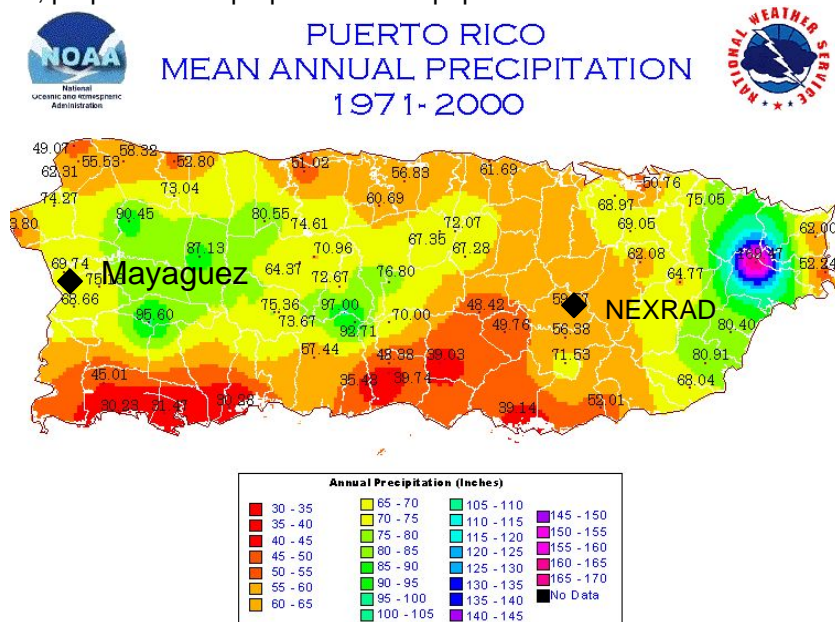 NOAA
National
Oceanic and Atmospheric
Administration
PUERTO RICO
MEAN ANNUAL PRECIPITATION
1971-2000
NATIONAL WEATHER SERVICE
49.07
58.32
55.53
52.80
51.02
56.83
61.69
50.76
62.31
74.27
73.04
60.69
68.97
75.05
90.45
80.55
74.61
72.07
69.05
62.00
8.80
67.35
87.13
70.96
67.28
62.08
69.74
64.37
72.67
76.80
64.77
52.24
Mayaguez
68.66
75.36
97.00
48.42
NEXRAD
95.60
73.67
92.71
70.00
49.76
56.38
80.40
57.44
48.38
39.03
71.53
80.91
45.01
35.43
39.74
68.04
30.23
31.47
30.38
39.14
52.01
Annual Precipitation (Inches)
30 - 35
35 - 40
40 - 45
45 - 50
50 - 55
55 - 60
60 - 65
65 - 70
70 - 75
75 - 80
80 - 85
85 - 90
90 - 95
95 - 100
100 - 105
105 - 110
110 - 115
115 - 120
120 - 125
125 - 130
130 - 135
135 - 140
140 - 145
145 - 150
150 - 155
155 - 160
160 - 165
165 - 170
No Data